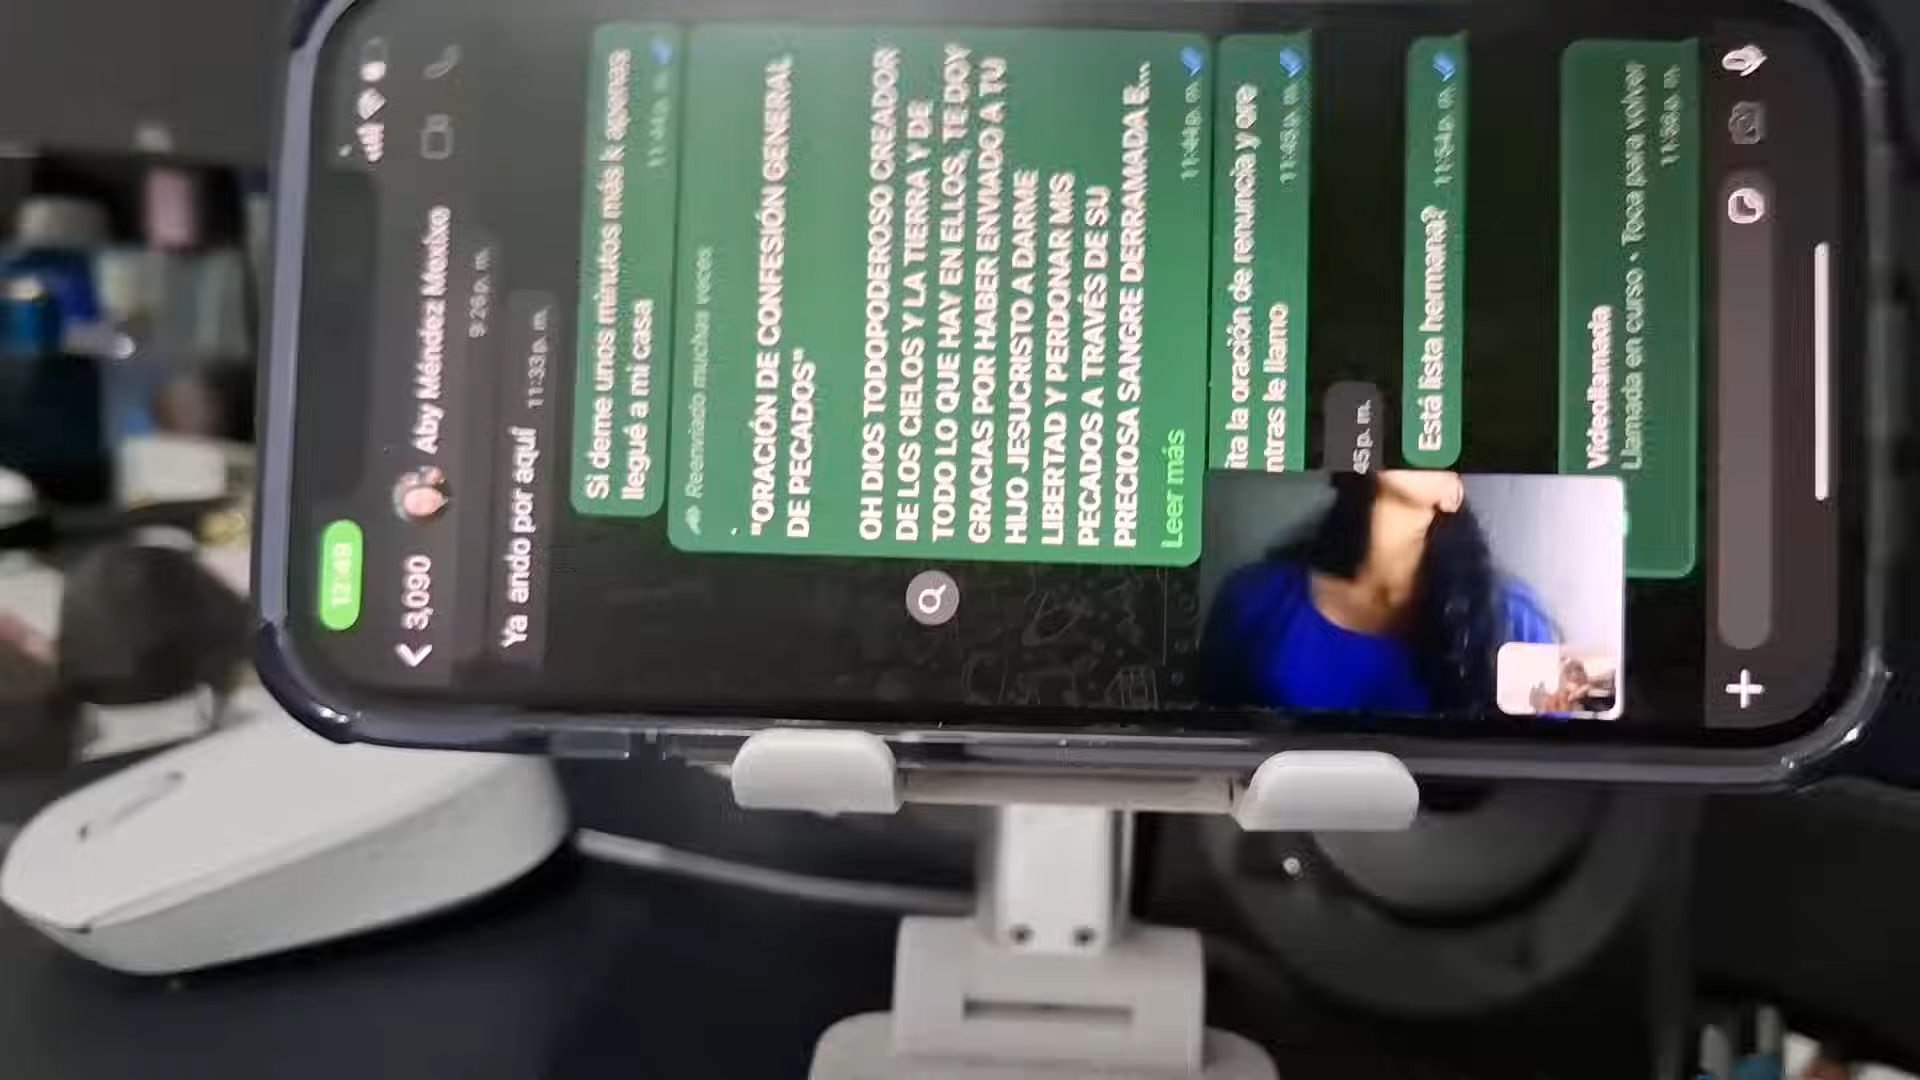 12:49
3,090
Aby Méndez Mexixo
9:26 p. m.
Ya ando por aquí 11:33 p. m.
Si deme unos minutos más k apenas
llegué a mi casa 11:44 p. m.
Reenviado muchas veces
"ORACIÓN DE CONFESIÓN GENERAL
DE PECADOS"
OH DIOS TODOPODEROSO CREADOR
DE LOS CIELOS Y LA TIERRA Y DE
TODO LO QUE HAY EN ELLOS, TE DOY
GRACIAS POR HABER ENVIADO A TU
HIJO JESUCRISTO A DARME
LIBERTAD Y PERDONAR MIS
PECADOS A TRAVÉS DE SU
PRECIOSA SANGRE DERRAMADA E...
Leer más 11:44 p. m.
ita la oración de renuncia y ore
ntras le llamo 11:45 p. m.
45 p. m.
Está lista hermana? 11:54 p. m.
Videollamada
Llamada en curso • Toca para volver
11:59 p. m.